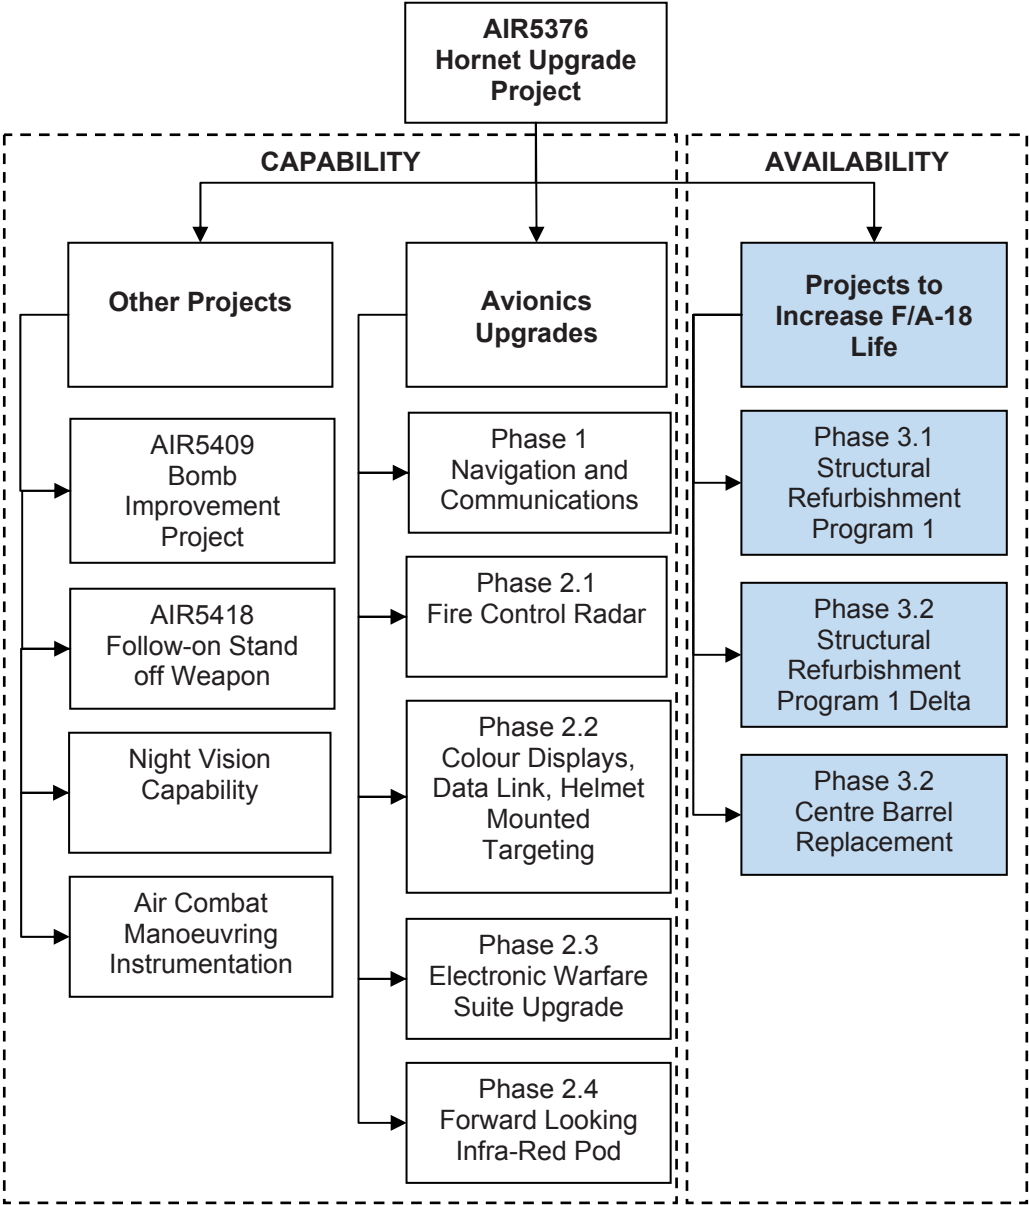 AIR5376
Hornet Upgrade
Project
CAPABILITY
AVAILABILITY
Other Projects
AIR5409
Bomb
Improvement
Project
AIR5418
Follow-on Stand
off Weapon
Night Vision
Capability
Air Combat
Manoeuvring
Instrumentation
Avionics
Upgrades
Phase 1
Navigation and
Communications
Phase 2.1
Fire Control Radar
Phase 2.2
Colour Displays,
Data Link, Helmet
Mounted
Targeting
Phase 2.3
Electronic Warfare
Suite Upgrade
Phase 2.4
Forward Looking
Infra-Red Pod
Projects to
Increase F/A-18
Life
Phase 3.1
Structural
Refurbishment
Program 1
Phase 3.2
Structural
Refurbishment
Program 1 Delta
Phase 3.2
Centre Barrel
Replacement